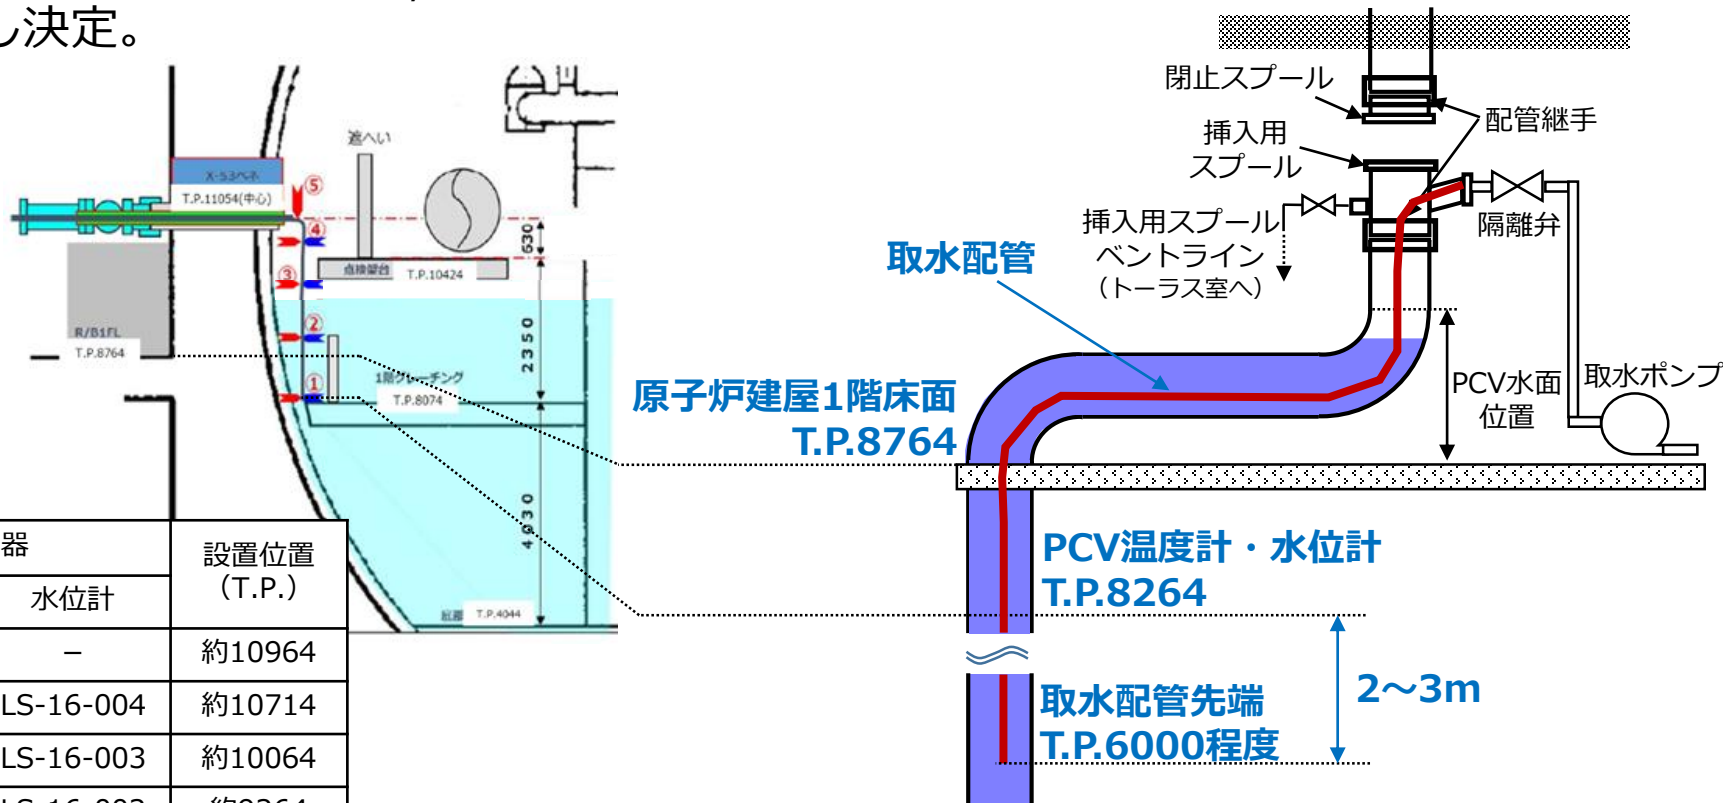 し決定。
遮へい
X-53ペネ
T.P.11054(中心)
⑤
④
③
②
①
630
点検架台
T.P.10424
2350
R/B1FL
T.P.8764
1階グレーチング
T.P.8074
4030
底部
T.P.4044
器
設置位置
（T.P.）
水位計
－
約10964
LS-16-004
約10714
LS-16-003
約10064
閉止スプール
配管継手
挿入用
スプール
隔離弁
挿入用スプール
ベントライン
（トーラス室へ）
取水配管
PCV水面
位置
取水ポンプ
原子炉建屋1階床面
T.P.8764
PCV温度計・水位計
T.P.8264
2～3m
取水配管先端
T.P.6000程度